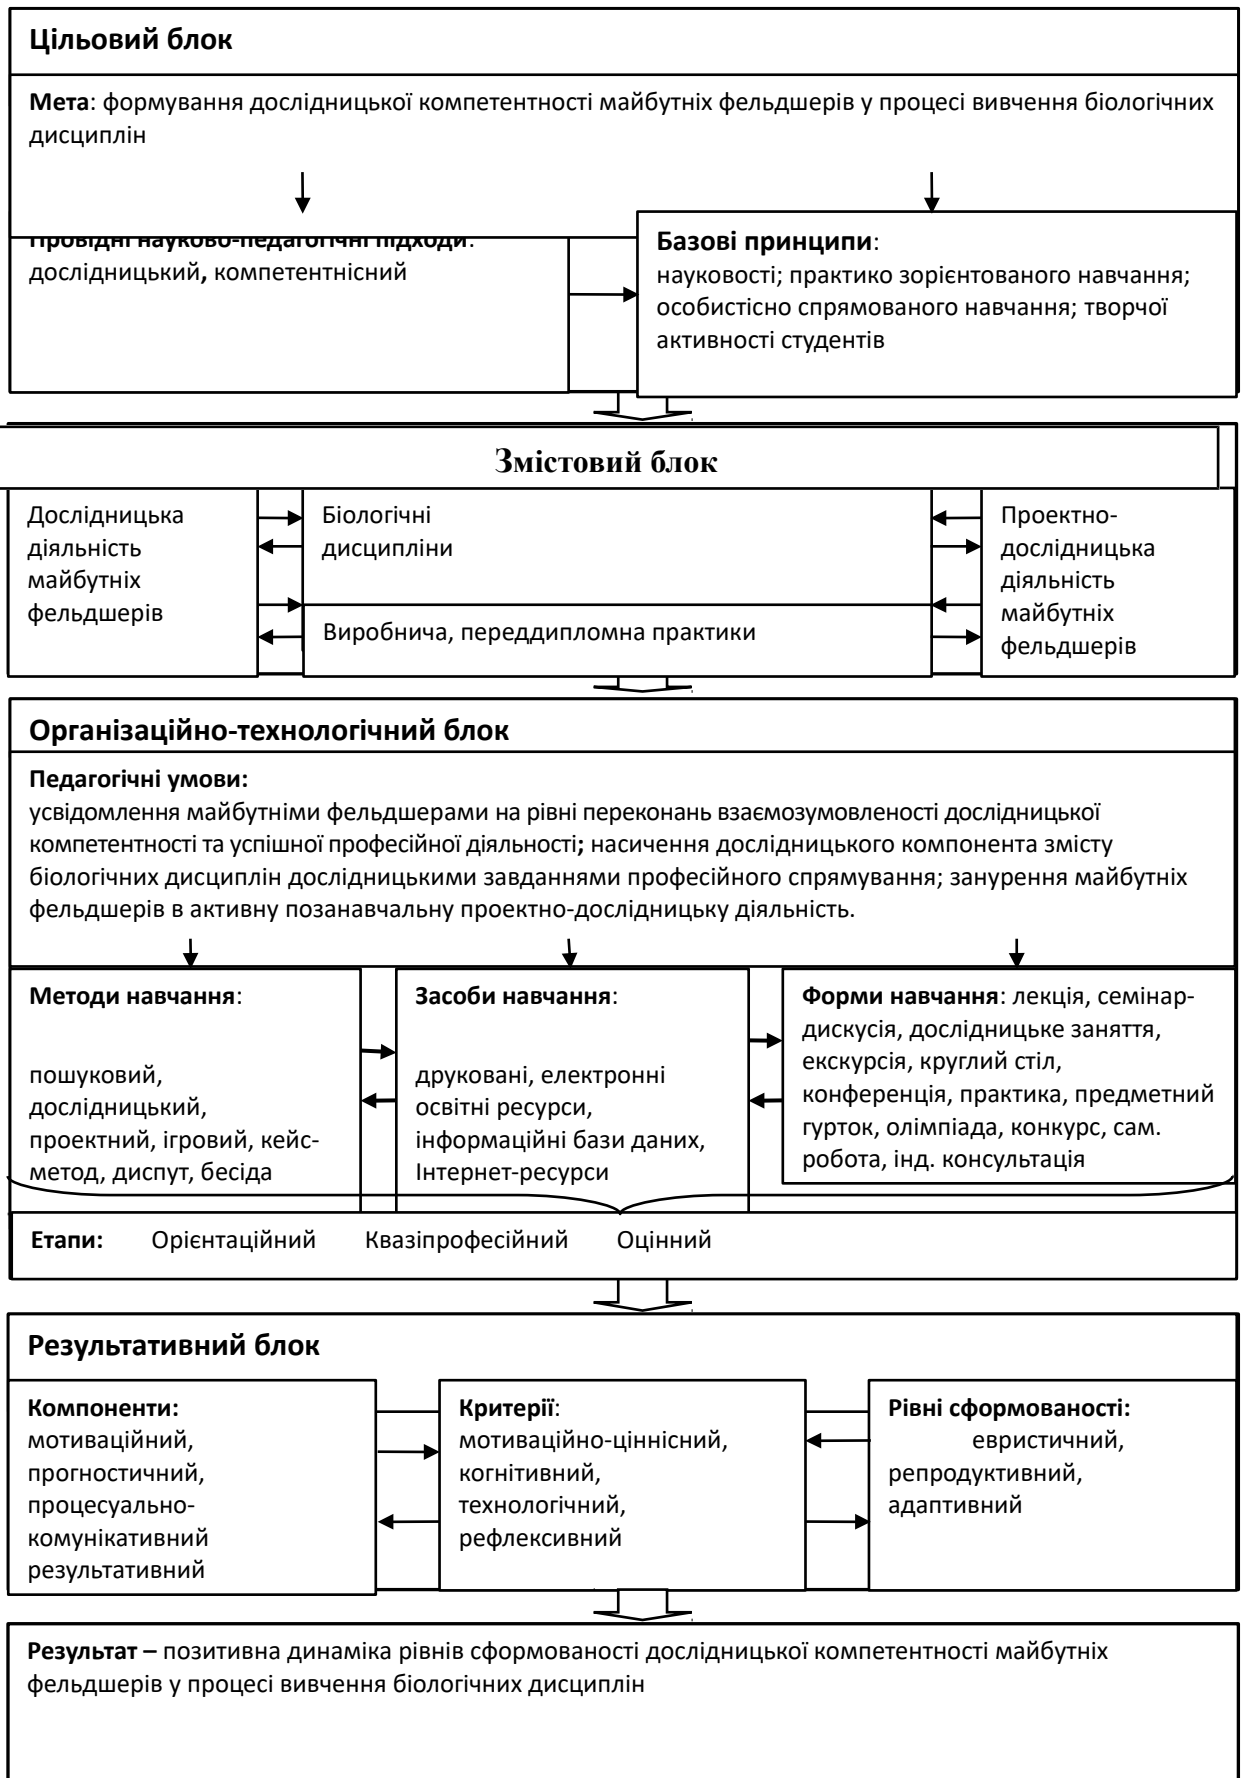 Цільовий блок
Мета: формування дослідницької компетентності майбутніх фельдшерів у процесі вивчення біологічних
дисциплін
Провідні науково-педагогічні підходи:
дослідницький, компетентнісний
Базові принципи:
науковості; практико зорієнтованого навчання;
особистісно спрямованого навчання; творчої
активності студентів
Змістовий блок
Дослідницька
діяльність
майбутніх
фельдшерів
Біологічні
дисципліни
Виробнича, переддипломна практики
Проектно-
дослідницька
діяльність
майбутніх
фельдшерів
Організаційно-технологічний блок
Педагогічні умови:
усвідомлення майбутніми фельдшерами на рівні переконань взаємозумовленості дослідницької
компетентності та успішної професійної діяльності; насичення дослідницького компонента змісту
біологічних дисциплін дослідницькими завданнями професійного спрямування; занурення майбутніх
фельдшерів в активну позанавчальну проектно-дослідницьку діяльність.
Методи навчання:
пошуковий,
дослідницький,
проектний, ігровий, кейс-
метод, диспут, бесіда
Засоби навчання:
друковані, електронні
освітні ресурси,
інформаційні бази даних,
Інтернет-ресурси
Форми навчання: лекція, семінар-
дискусія, дослідницьке заняття,
екскурсія, круглий стіл,
конференція, практика, предметний
гурток, олімпіада, конкурс, сам.
робота, інд. консультація
Етапи: Орієнтаційний Квазіпрофесійний Оцінний
Результативний блок
Компоненти:
мотиваційний,
прогностичний,
процесуально-
комунікативний
результативний
Критерії:
мотиваційно-ціннісний,
когнітивний,
технологічний,
рефлексивний
Рівні сформованості:
евристичний,
репродуктивний,
адаптивний
Результат – позитивна динаміка рівнів сформованості дослідницької компетентності майбутніх
фельдшерів у процесі вивчення біологічних дисциплін